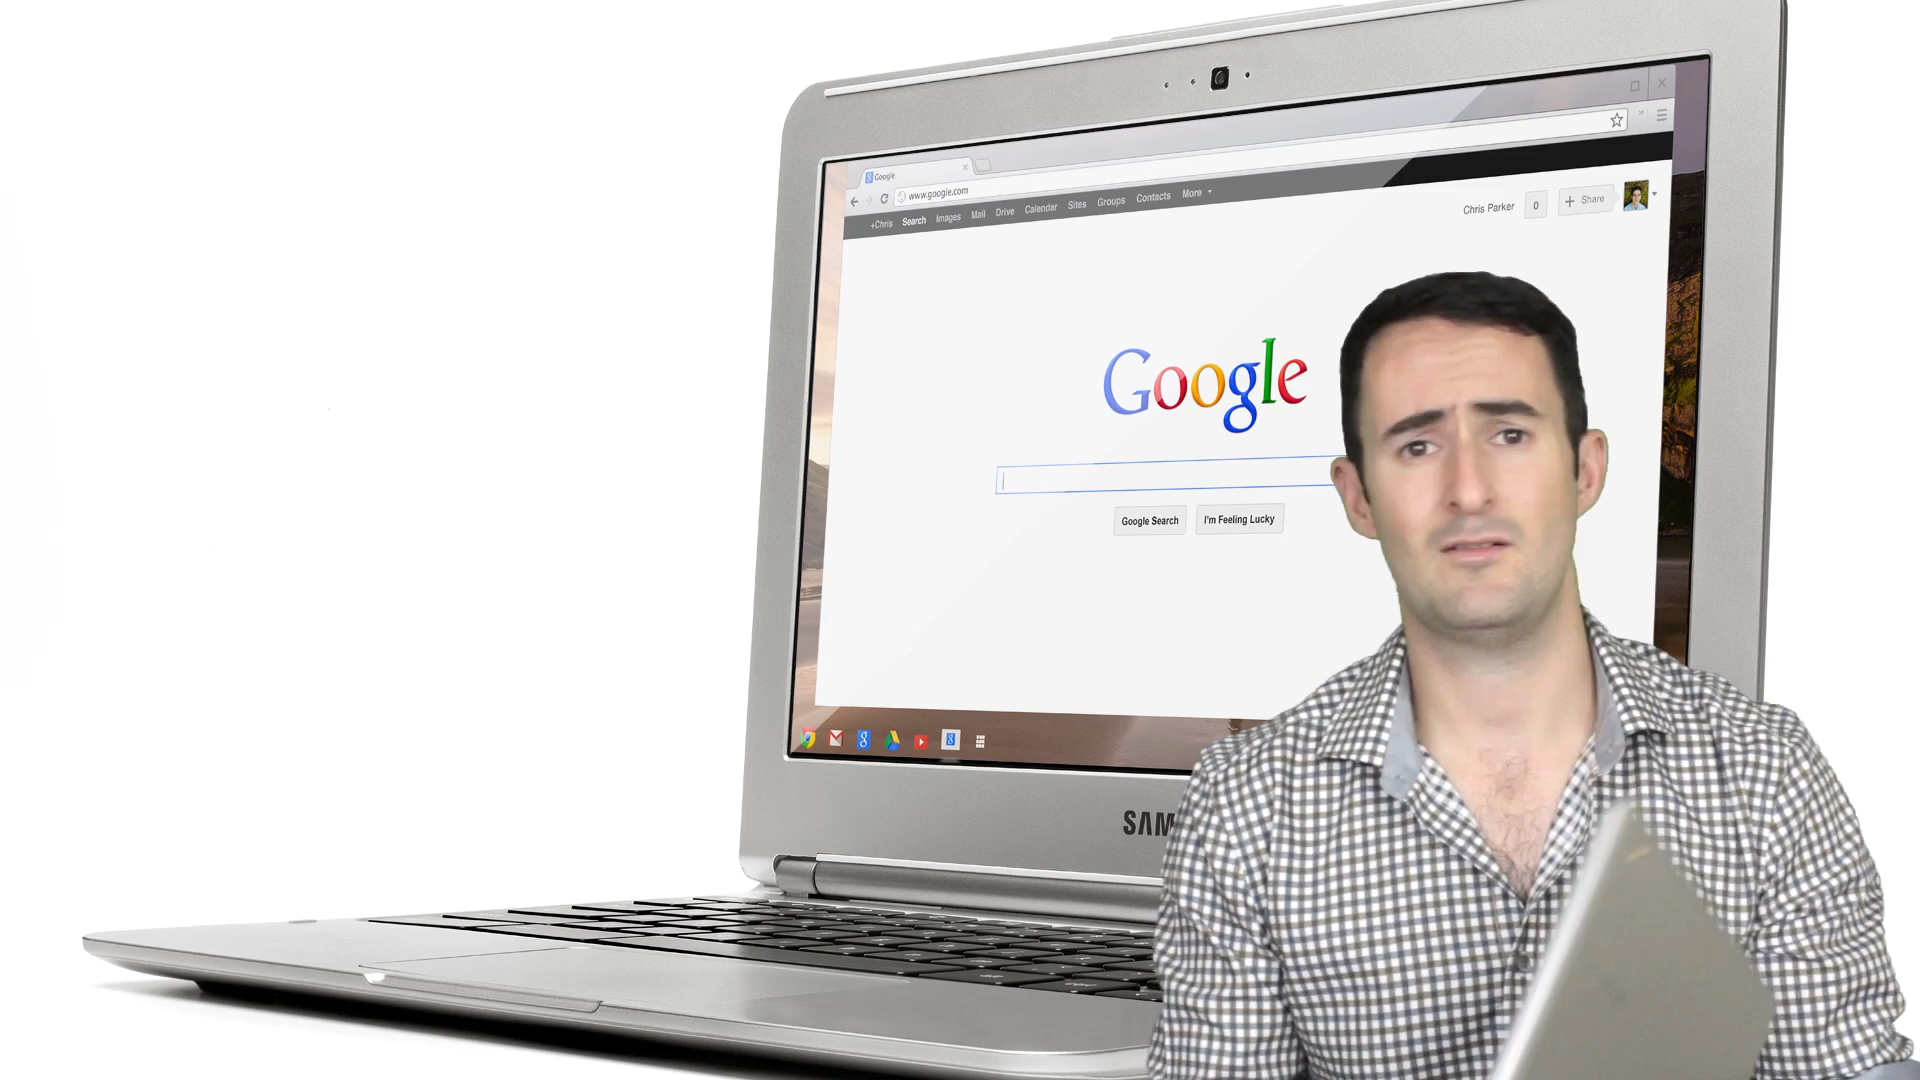 Google
www.google.com
+Chris Search Images Mail Drive Calendar Sites Groups Contacts More
Chris Parker 0 + Share
Google
Google Search I'm Feeling Lucky
SAM